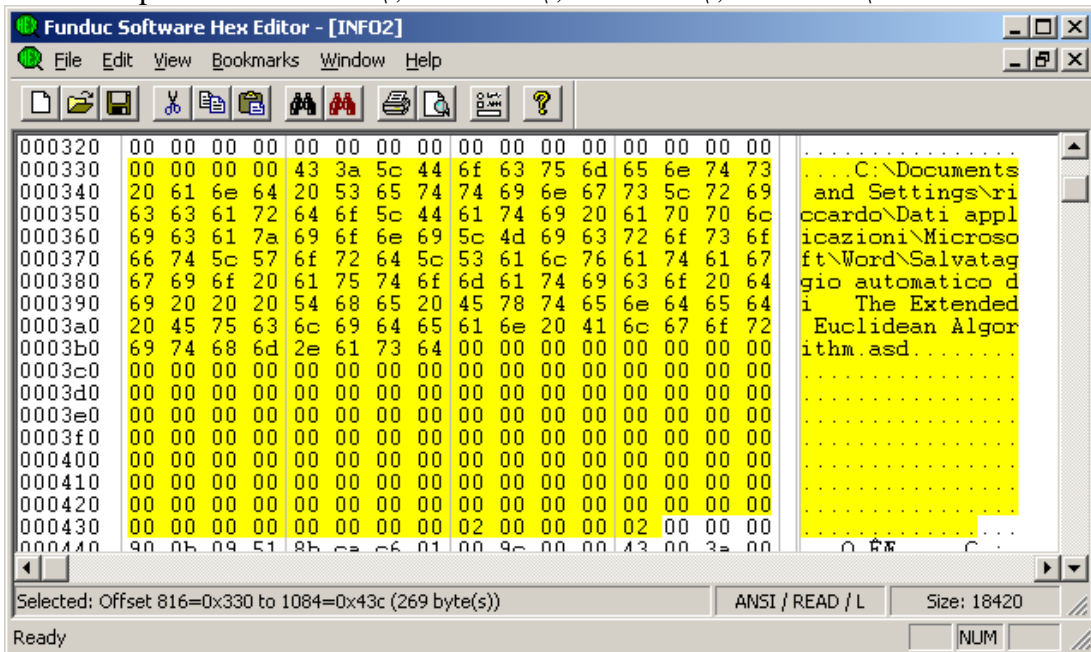 Funduc Software Hex Editor - [INFO2]
File Edit View Bookmarks Window Help
000320 00 00 00 00 00 00 00 00 00 00 00 00 00 00 00 00 ................
000330 00 00 00 00 43 3a 5c 44 6f 63 75 6d 65 6e 74 73 ....C:\Documents
000340 20 61 6e 64 20 53 65 74 74 69 6e 67 73 5c 72 69 and Settings\ri
000350 63 63 61 72 64 6f 5c 44 61 74 69 20 61 70 70 6c ccardo\Dati appl
000360 69 63 61 7a 69 6f 6e 69 5c 4d 69 63 72 6f 73 6f icazioni\Microso
000370 66 74 5c 57 6f 72 64 5c 53 61 6c 76 61 74 61 67 ft\Word\Salvatag
000380 67 69 6f 20 61 75 74 6f 6d 61 74 69 63 6f 20 64 gio automatico d
000390 69 20 20 20 54 68 65 20 45 78 74 65 6e 64 65 64 i   The Extended
0003a0 20 45 75 63 6c 69 64 65 61 6e 20 41 6c 67 6f 72 Euclidean Algor
0003b0 69 74 68 6d 2e 61 73 64 00 00 00 00 00 00 00 00 ithm.asd........
0003c0 00 00 00 00 00 00 00 00 00 00 00 00 00 00 00 00 ................
0003d0 00 00 00 00 00 00 00 00 00 00 00 00 00 00 00 00 ................
0003e0 00 00 00 00 00 00 00 00 00 00 00 00 00 00 00 00 ................
0003f0 00 00 00 00 00 00 00 00 00 00 00 00 00 00 00 00 ................
000400 00 00 00 00 00 00 00 00 00 00 00 00 00 00 00 00 ................
000410 00 00 00 00 00 00 00 00 00 00 00 00 00 00 00 00 ................
000420 00 00 00 00 00 00 00 00 00 00 00 00 00 00 00 00 ................
000430 00 00 00 00 00 00 00 00 02 00 00 00 02 00 00 00 ................
000440 90 0b 09 51 8b ca c6 01 00 9c 00 00 43 00 3a 00
Selected: Offset 816=0x330 to 1084=0x43c (269 byte(s)) ANSI / READ / L Size: 18420
Ready NUM